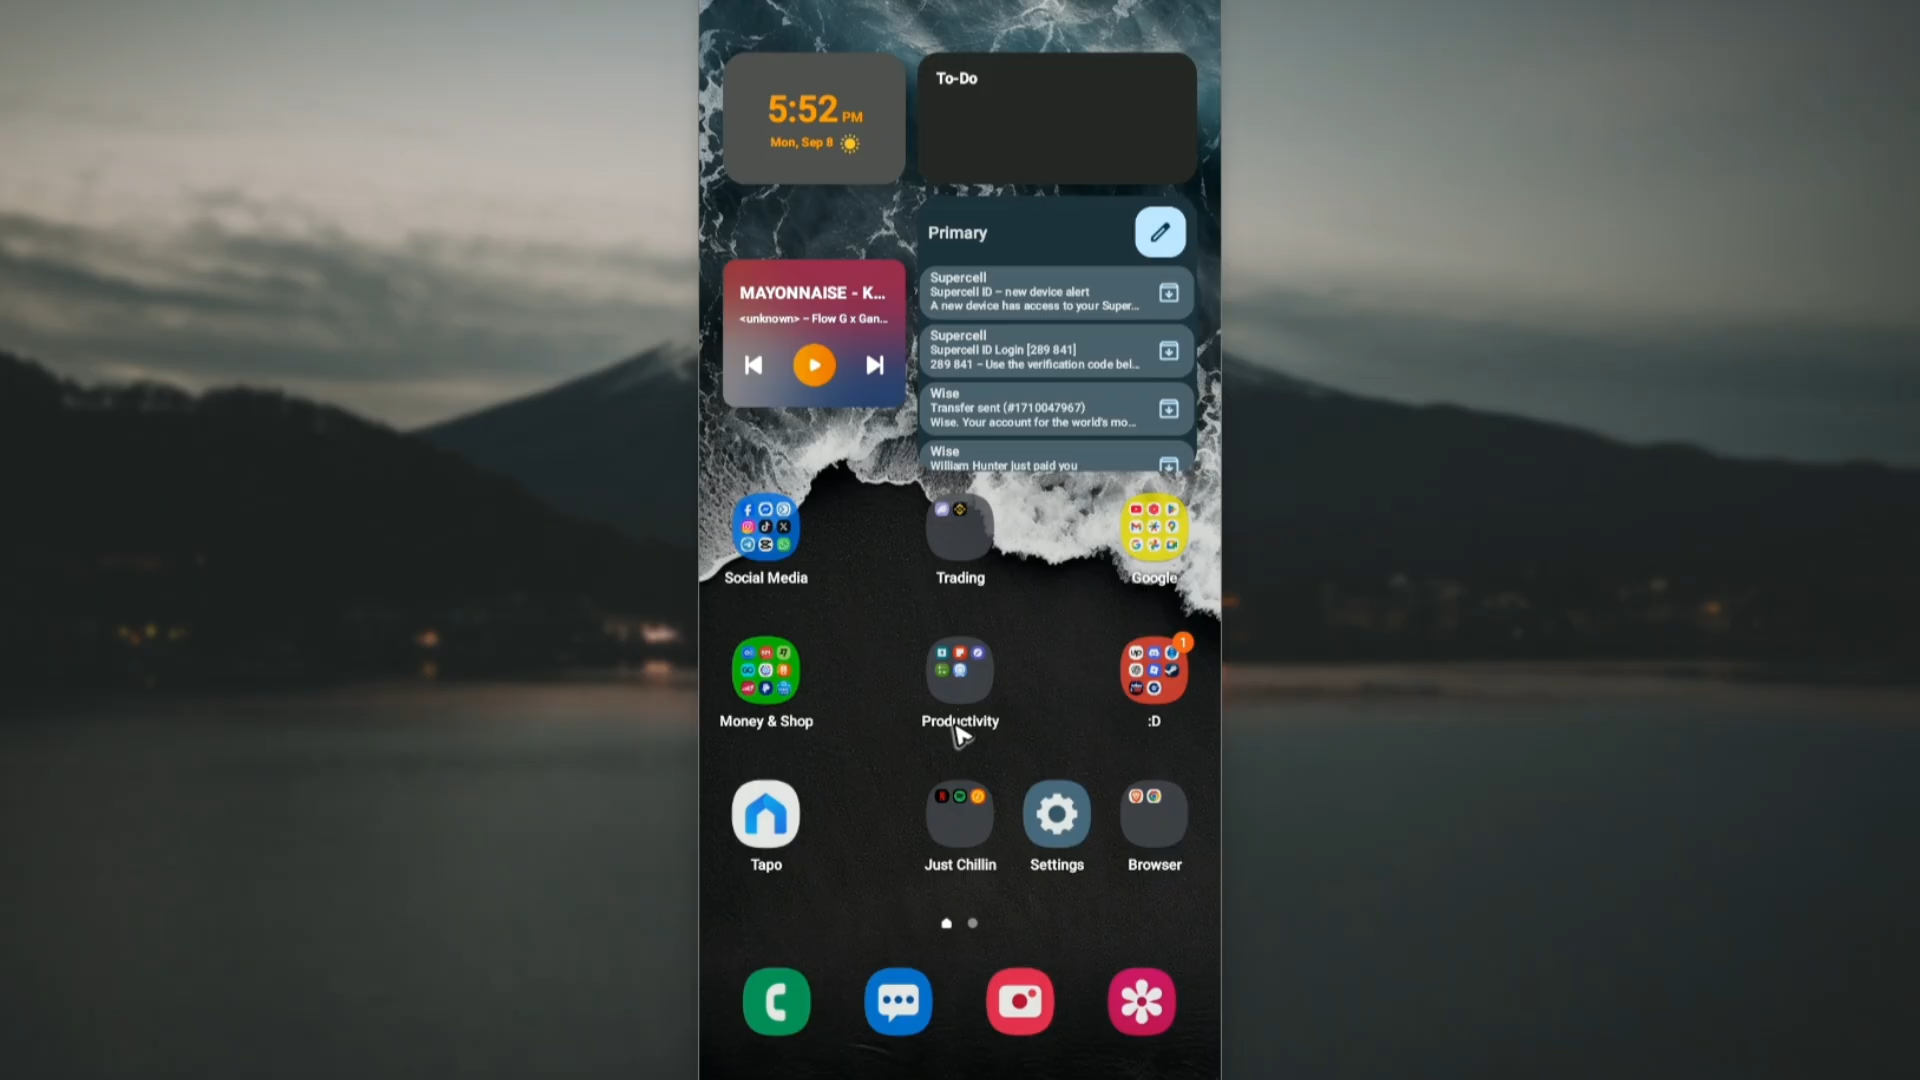 5:52 PM
Mon, Sep 8
To-Do
Primary
Supercell
Supercell ID – new device alert
A new device has access to your Super...
Supercell
Supercell ID Login [289 841]
289 841 – Use the verification code bel...
Wise
Transfer sent (#1710047967)
Wise. Your account for the world's mo...
Wise
William Hunter just paid you
MAYONNAISE - K...
<unknown> – Flow G x Gan...
Social Media
Trading
Google
Money & Shop
Productivity
1
:D
Tapo
Just Chillin
Settings
Browser